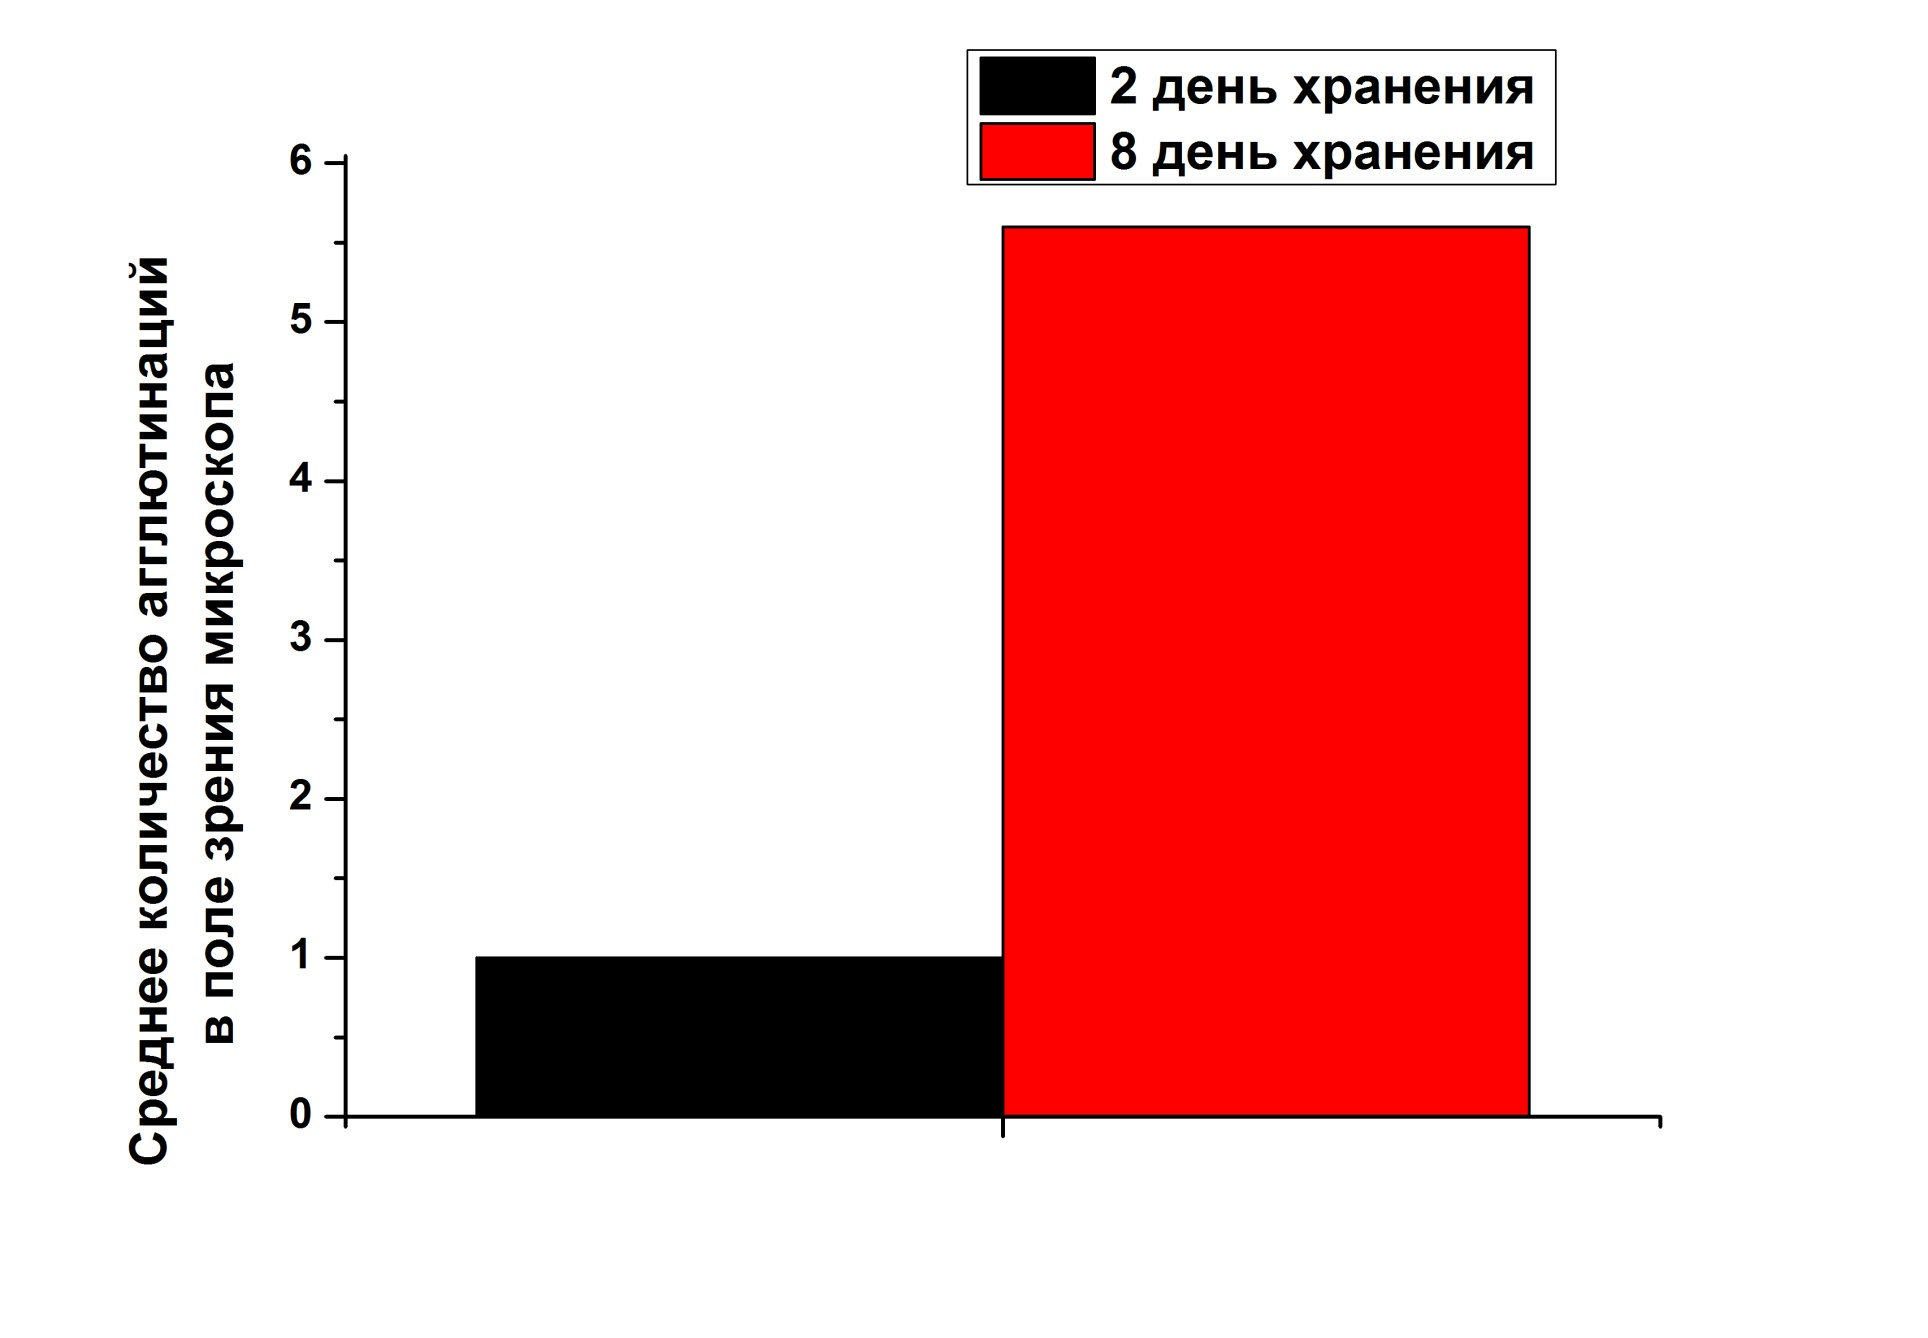 2 день хранения
8 день хранения
6
5
4
3
2
1
0
Среднее количество агглютинаций
в поле зрения микроскопа